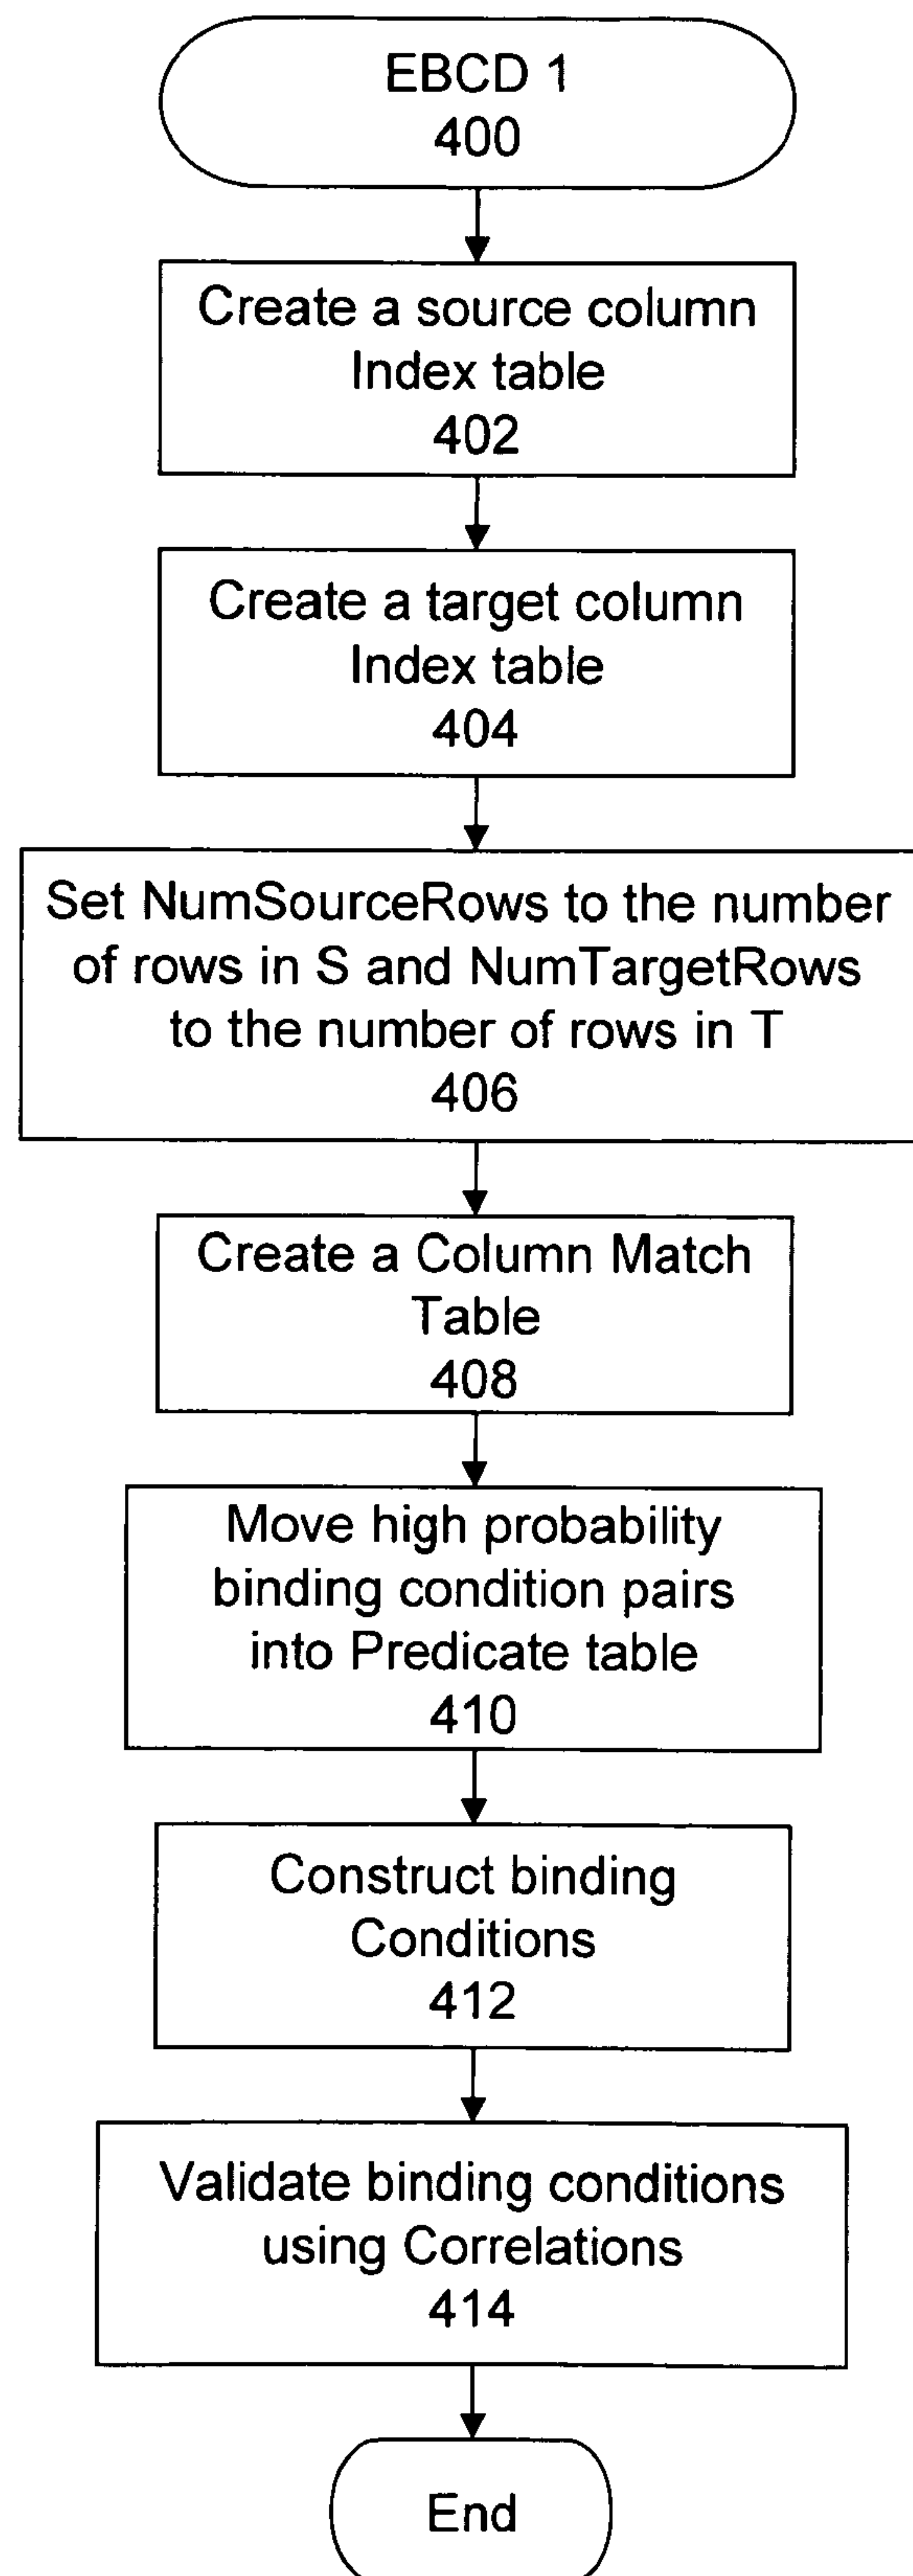 EBCD 1
400
Create a source column
Index table
402
Create a target column
Index table
404
Set NumSourceRows to the number
of rows in S and NumTargetRows
to the number of rows in T
406
Create a Column Match
Table
408
Move high probability
binding condition pairs
into Predicate table
410
Construct binding
Conditions
412
Validate binding conditions
using Correlations
414
End